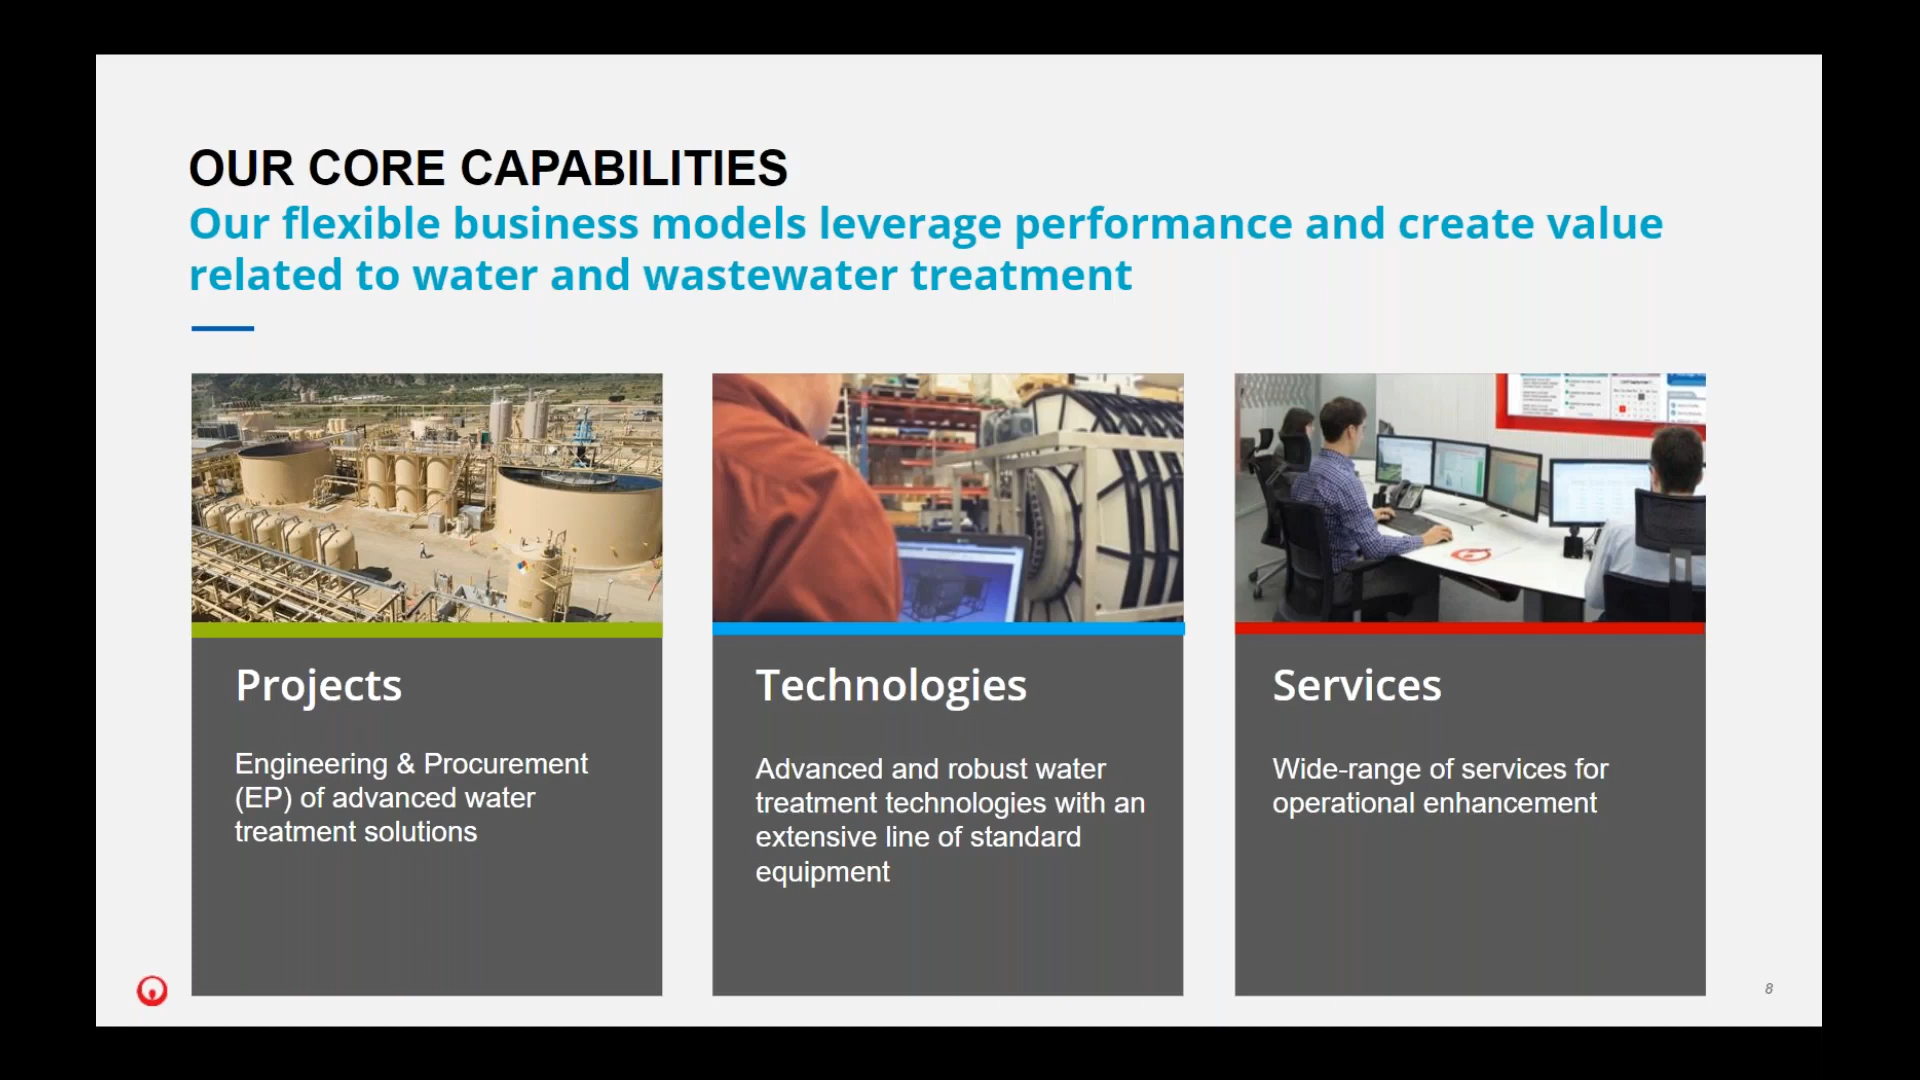 OUR CORE CAPABILITIES
Our flexible business models leverage performance and create value
related to water and wastewater treatment
Projects
Engineering & Procurement
(EP) of advanced water
treatment solutions
Technologies
Advanced and robust water
treatment technologies with an
extensive line of standard
equipment
Services
Wide-range of services for
operational enhancement
8